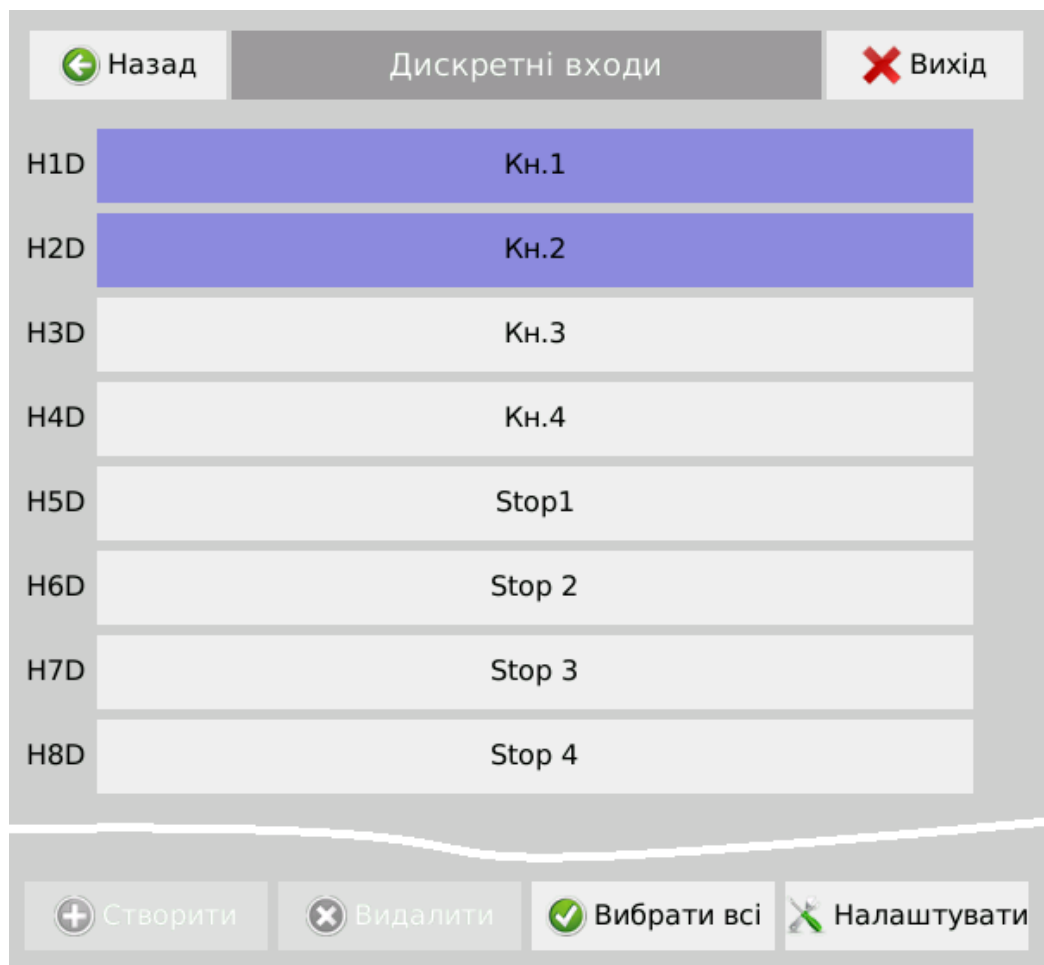 Назад Дискретні входи Вихід
H1D Кн.1
H2D Кн.2
H3D Кн.3
H4D Кн.4
H5D Stop1
H6D Stop 2
H7D Stop 3
H8D Stop 4
Створити Видалити Вибрати всі Налаштувати